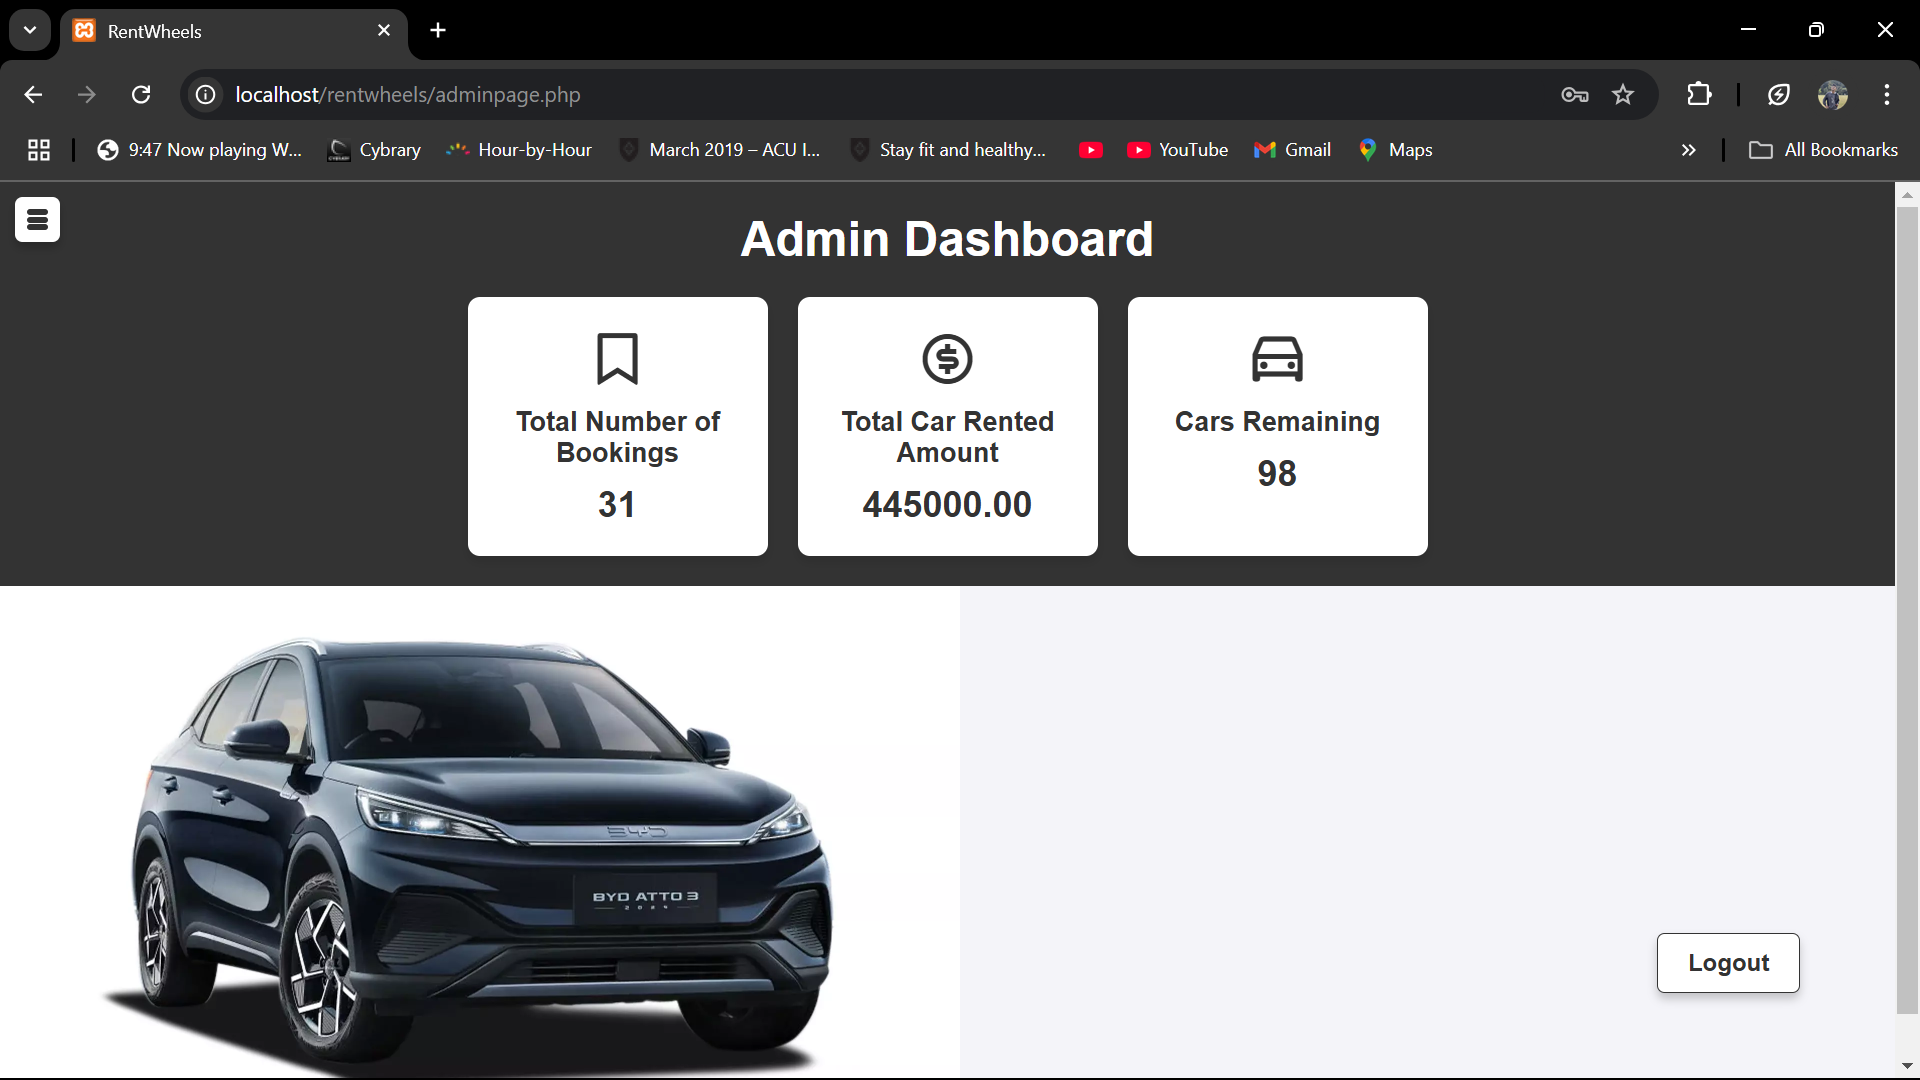 RentWheels
localhost/rentwheels/adminpage.php
9:47 Now playing W...
Cybrary
Hour-by-Hour
March 2019 – ACU I...
Stay fit and healthy...
YouTube
Gmail
Maps
All Bookmarks
Admin Dashboard
Total Number of
Bookings
31
Total Car Rented
Amount
445000.00
Cars Remaining
98
BYD
BYD ATTO 3
Logout